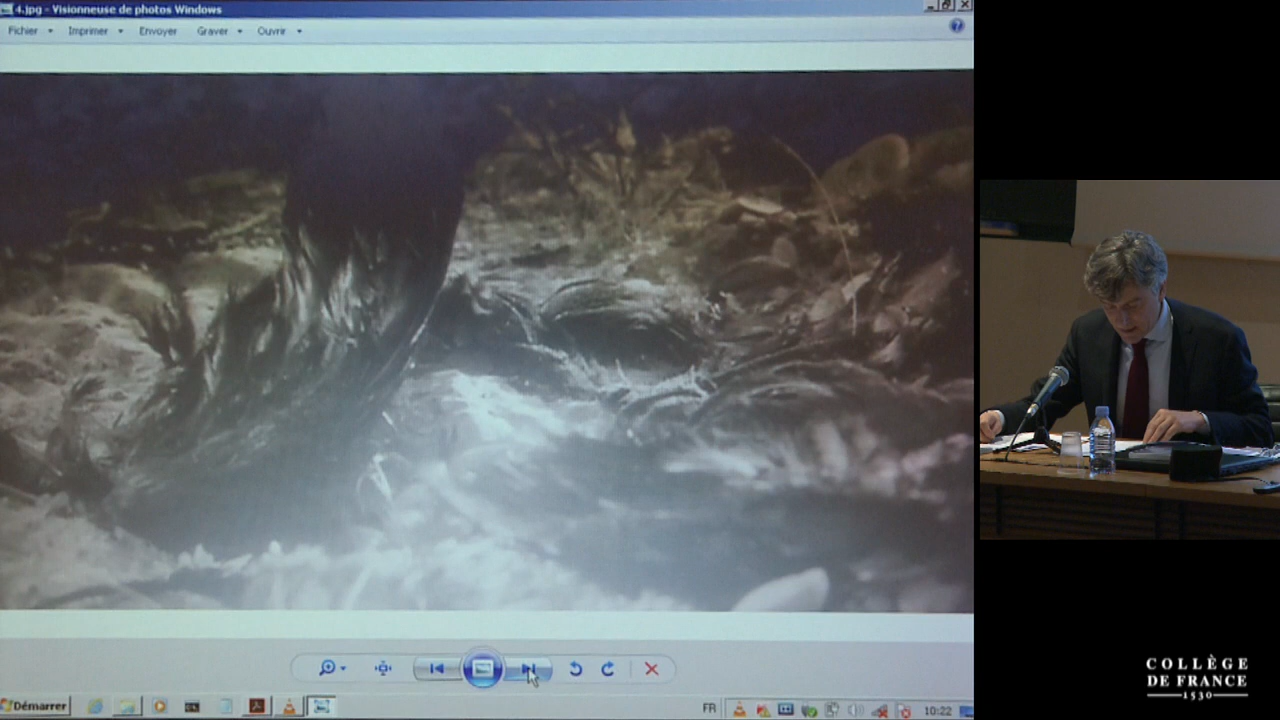 4.jpg - Visionneuse de photos Windows
Fichier Imprimer Envoyer Graver Ouvrir
Démarrer
FR
10:22
COLLÈGE
DE FRANCE
1530